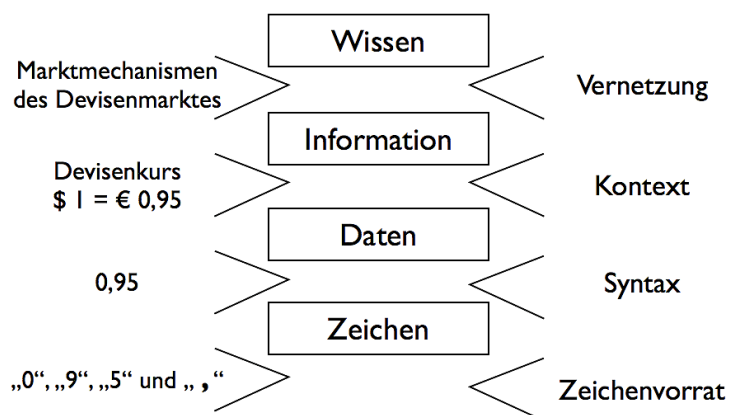 Wissen
Marktmechanismen
des Devisenmarktes
Vernetzung
Information
Devisenkurs
$ 1 = € 0,95
Kontext
Daten
0,95
Syntax
Zeichen
„0“, „9“, „5“ und „ , “
Zeichenvorrat